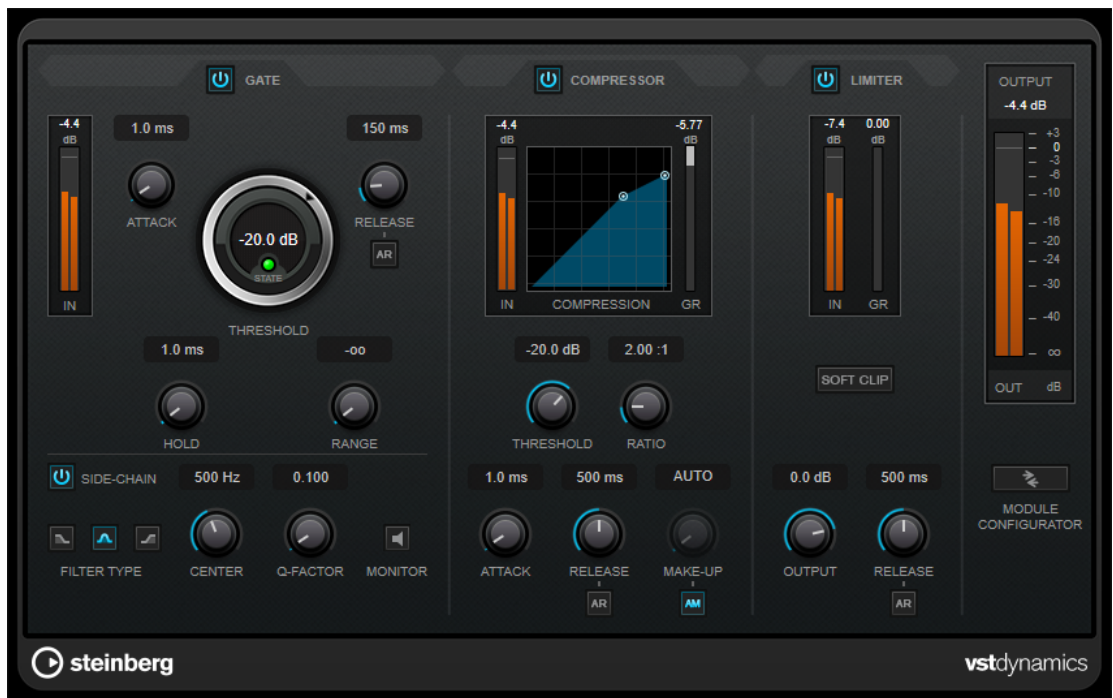 GATE
-4.4
dB
1.0 ms
ATTACK
150 ms
RELEASE
AR
-20.0 dB
STATE
THRESHOLD
IN
1.0 ms
HOLD
-oo
RANGE
SIDE-CHAIN
500 Hz
0.100
FILTER TYPE
CENTER
Q-FACTOR
MONITOR
COMPRESSOR
-4.4
dB
-5.77
dB
IN
COMPRESSION
GR
-20.0 dB
2.00 :1
THRESHOLD
RATIO
1.0 ms
500 ms
AUTO
ATTACK
RELEASE
MAKE-UP
AR
AM
LIMITER
-7.4
0.00
dB
dB
IN
GR
SOFT CLIP
0.0 dB
500 ms
OUTPUT
RELEASE
AR
OUTPUT
-4.4 dB
+3
0
-3
-6
-10
-16
-20
-24
-30
-40
oo
OUT
dB
MODULE
CONFIGURATOR
steinberg
vstdynamics